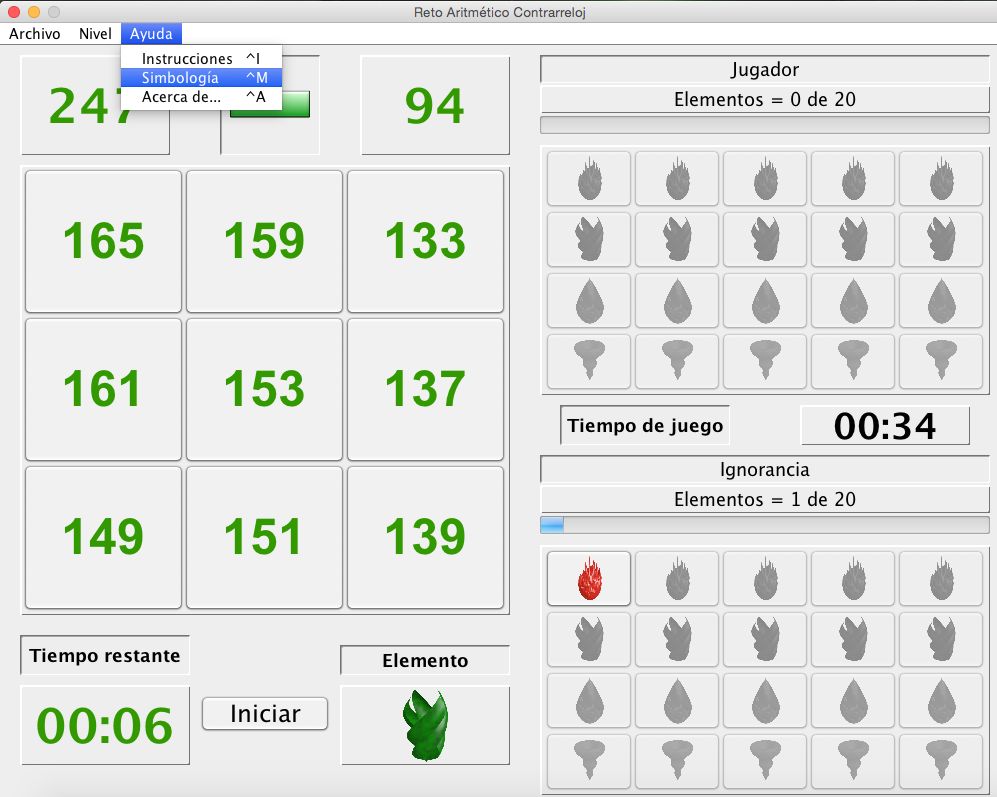 Reto Aritmético Contrarreloj
Archivo Nivel Ayuda
Instrucciones ^I
Simbología ^M
Acerca de... ^A
247 94
165 159 133
161 153 137
149 151 139
Tiempo restante
00:06
Iniciar
Elemento
Jugador
Elementos = 0 de 20
Tiempo de juego 00:34
Ignorancia
Elementos = 1 de 20